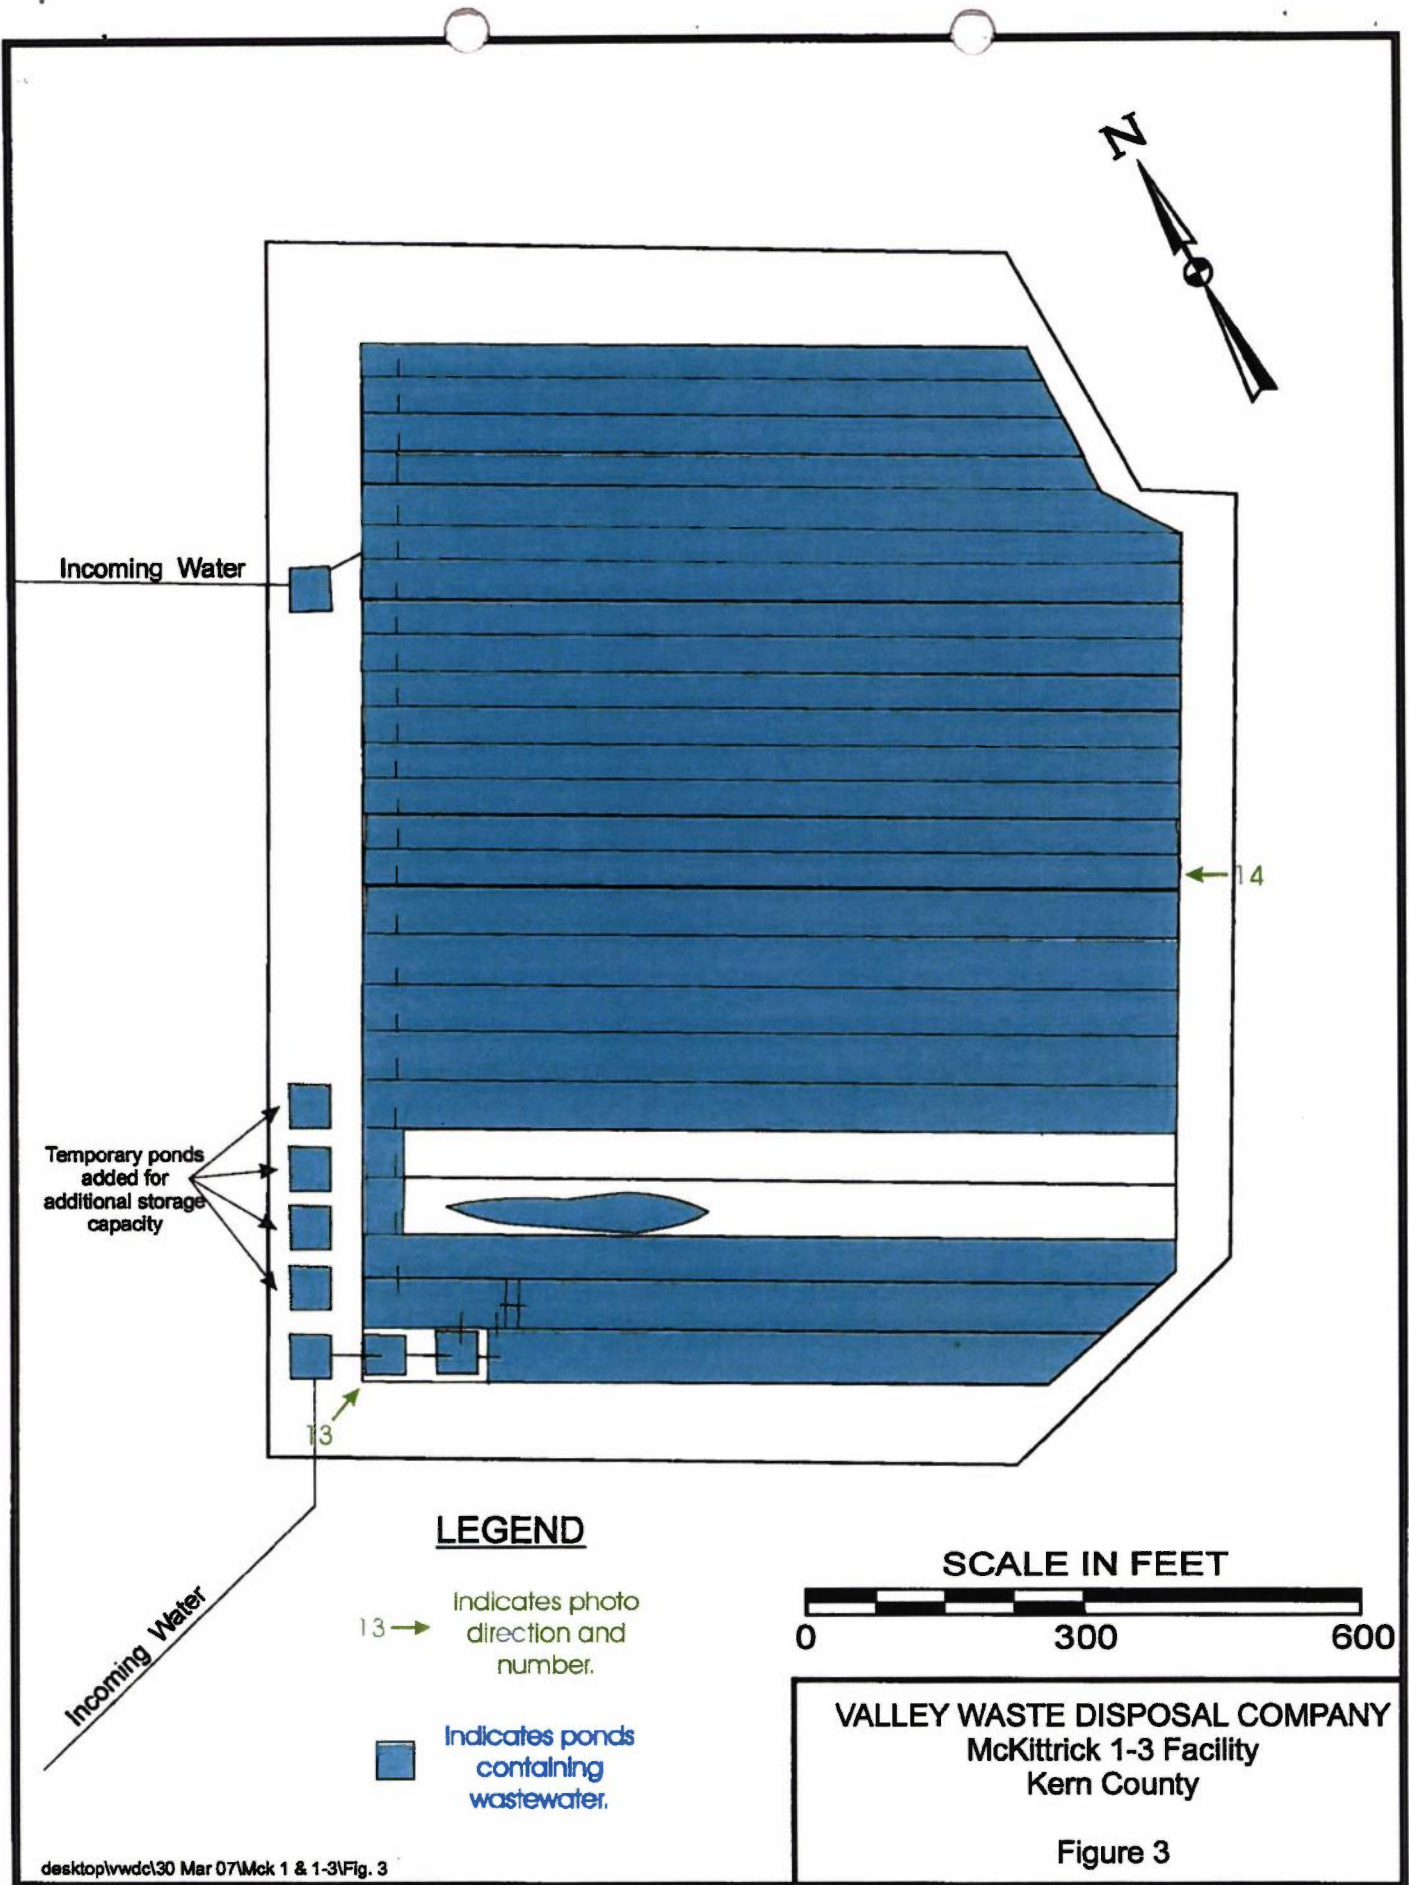 N
Incoming Water
14
Temporary ponds
added for
additional storage
capacity
13
Incoming Water
LEGEND
13
Indicates photo
direction and
number.
Indicates ponds
containing
wastewater.
SCALE IN FEET
0 300 600
VALLEY WASTE DISPOSAL COMPANY
McKittrick 1-3 Facility
Kern County
Figure 3
desktop\vwdc\30 Mar 07\Mck 1 & 1-3\Fig. 3